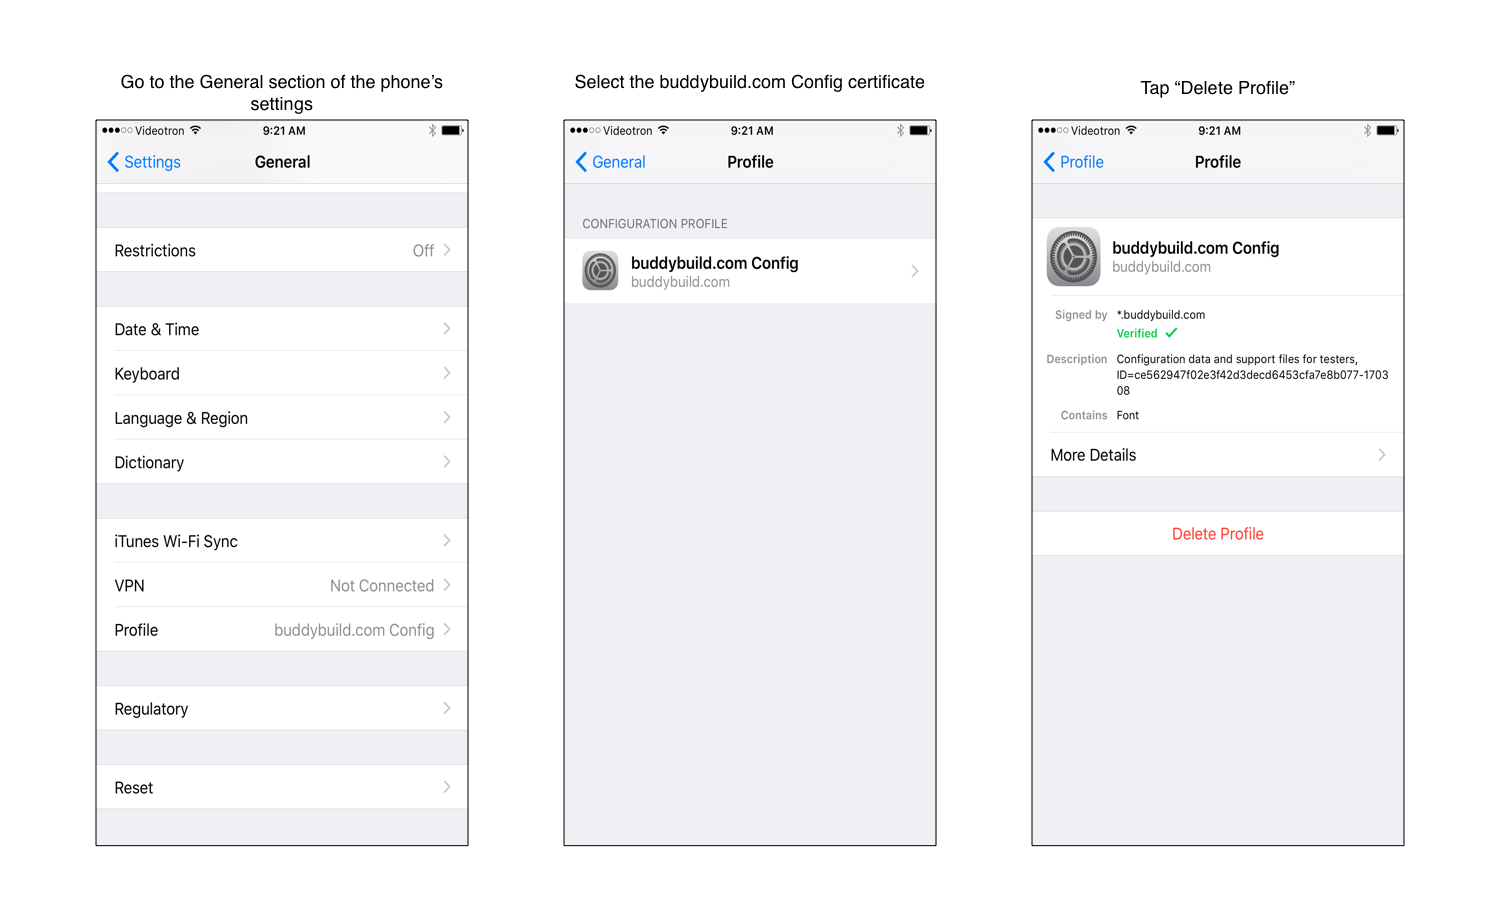 Go to the General section of the phone's
settings
Videotron 9:21 AM
Settings General
Restrictions Off
Date & Time
Keyboard
Language & Region
Dictionary
iTunes Wi-Fi Sync
VPN Not Connected
Profile buddybuild.com Config
Regulatory
Reset
Select the buddybuild.com Config certificate
Videotron 9:21 AM
General Profile
CONFIGURATION PROFILE
buddybuild.com Config
buddybuild.com
Tap “Delete Profile”
Videotron 9:21 AM
Profile Profile
buddybuild.com Config
buddybuild.com
Signed by *.buddybuild.com
Verified
Description Configuration data and support files for testers,
ID=ce562947f02e3f42d3decd6453cfa7e8b077-1703
08
Contains Font
More Details
Delete Profile